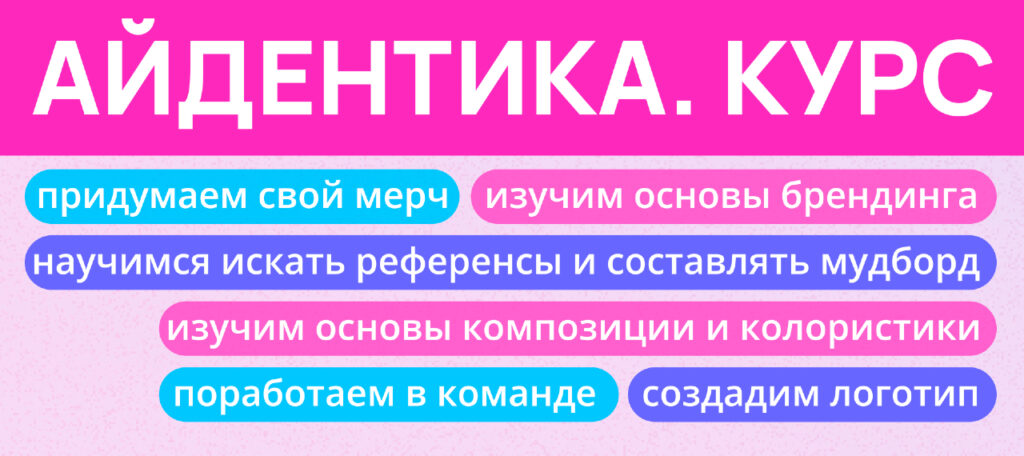 АЙДЕНТИКА. КУРС
придумаем свой мерч
изучим основы брендинга
научимся искать референсы и составлять мудборд
изучим основы композиции и колористики
поработаем в команде
создадим логотип